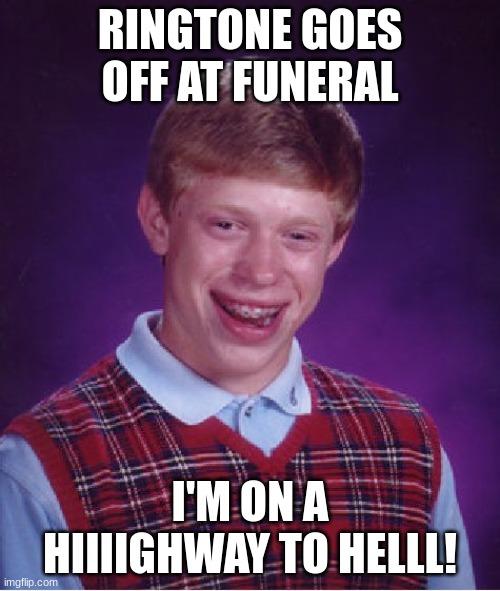 RINGTONE GOES
OFF AT FUNERAL
I'M ON A
HIIIIGHWAY TO HELLL!
imgflip.com